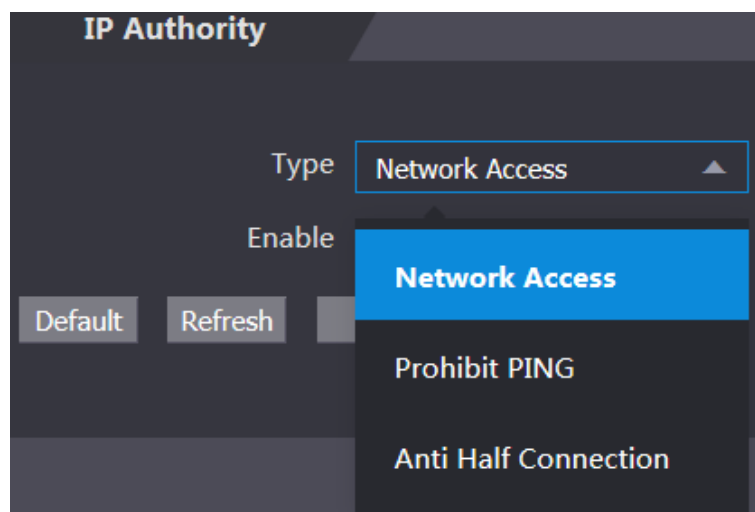 IP Authority
Type Network Access
Enable
Network Access
Default Refresh
Prohibit PING
Anti Half Connection